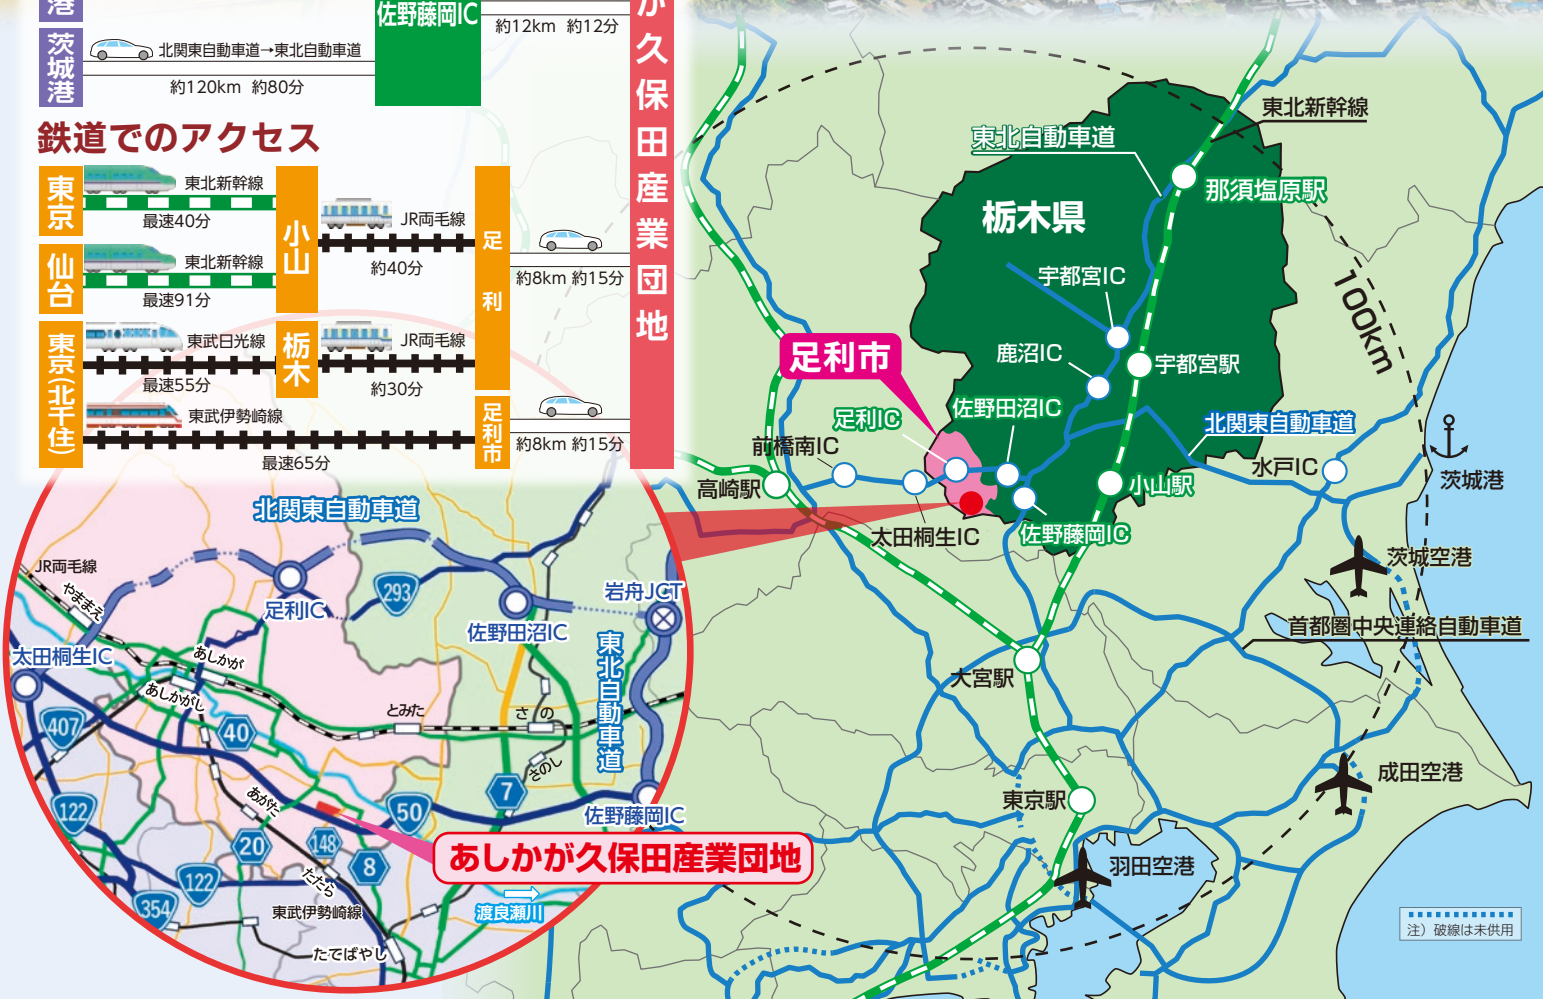 港
佐野藤岡IC
約12km 約12分
が久保田産業団地
茨城港
北関東自動車道→東北自動車道
約120km 約80分
鉄道でのアクセス
東京
東北新幹線
最速40分
小山
JR両毛線
約40分
足利
約8km 約15分
仙台
東北新幹線
最速91分
東京(北千住)
東武日光線
最速55分
栃木
JR両毛線
約30分
東武伊勢崎線
最速65分
足利市
約8km 約15分
東北新幹線
東北自動車道
那須塩原駅
栃木県
100km
宇都宮IC
鹿沼IC
宇都宮駅
足利市
足利IC
佐野田沼IC
北関東自動車道
前橋南IC
水戸IC
茨城港
高崎駅
小山駅
太田桐生IC
佐野藤岡IC
茨城空港
首都圏中央連絡自動車道
大宮駅
成田空港
東京駅
羽田空港
注）破線は未供用
北関東自動車道
JR両毛線
やままえ
足利IC
293
岩舟JCT
佐野田沼IC
太田桐生IC
あしかが
東北自動車道
あしかがし
とみた
さの
407
40
さのし
7
あがた
122
50
佐野藤岡IC
20
148
8
あしかが久保田産業団地
122
たたら
354
東武伊勢崎線
渡良瀬川
たてばやし